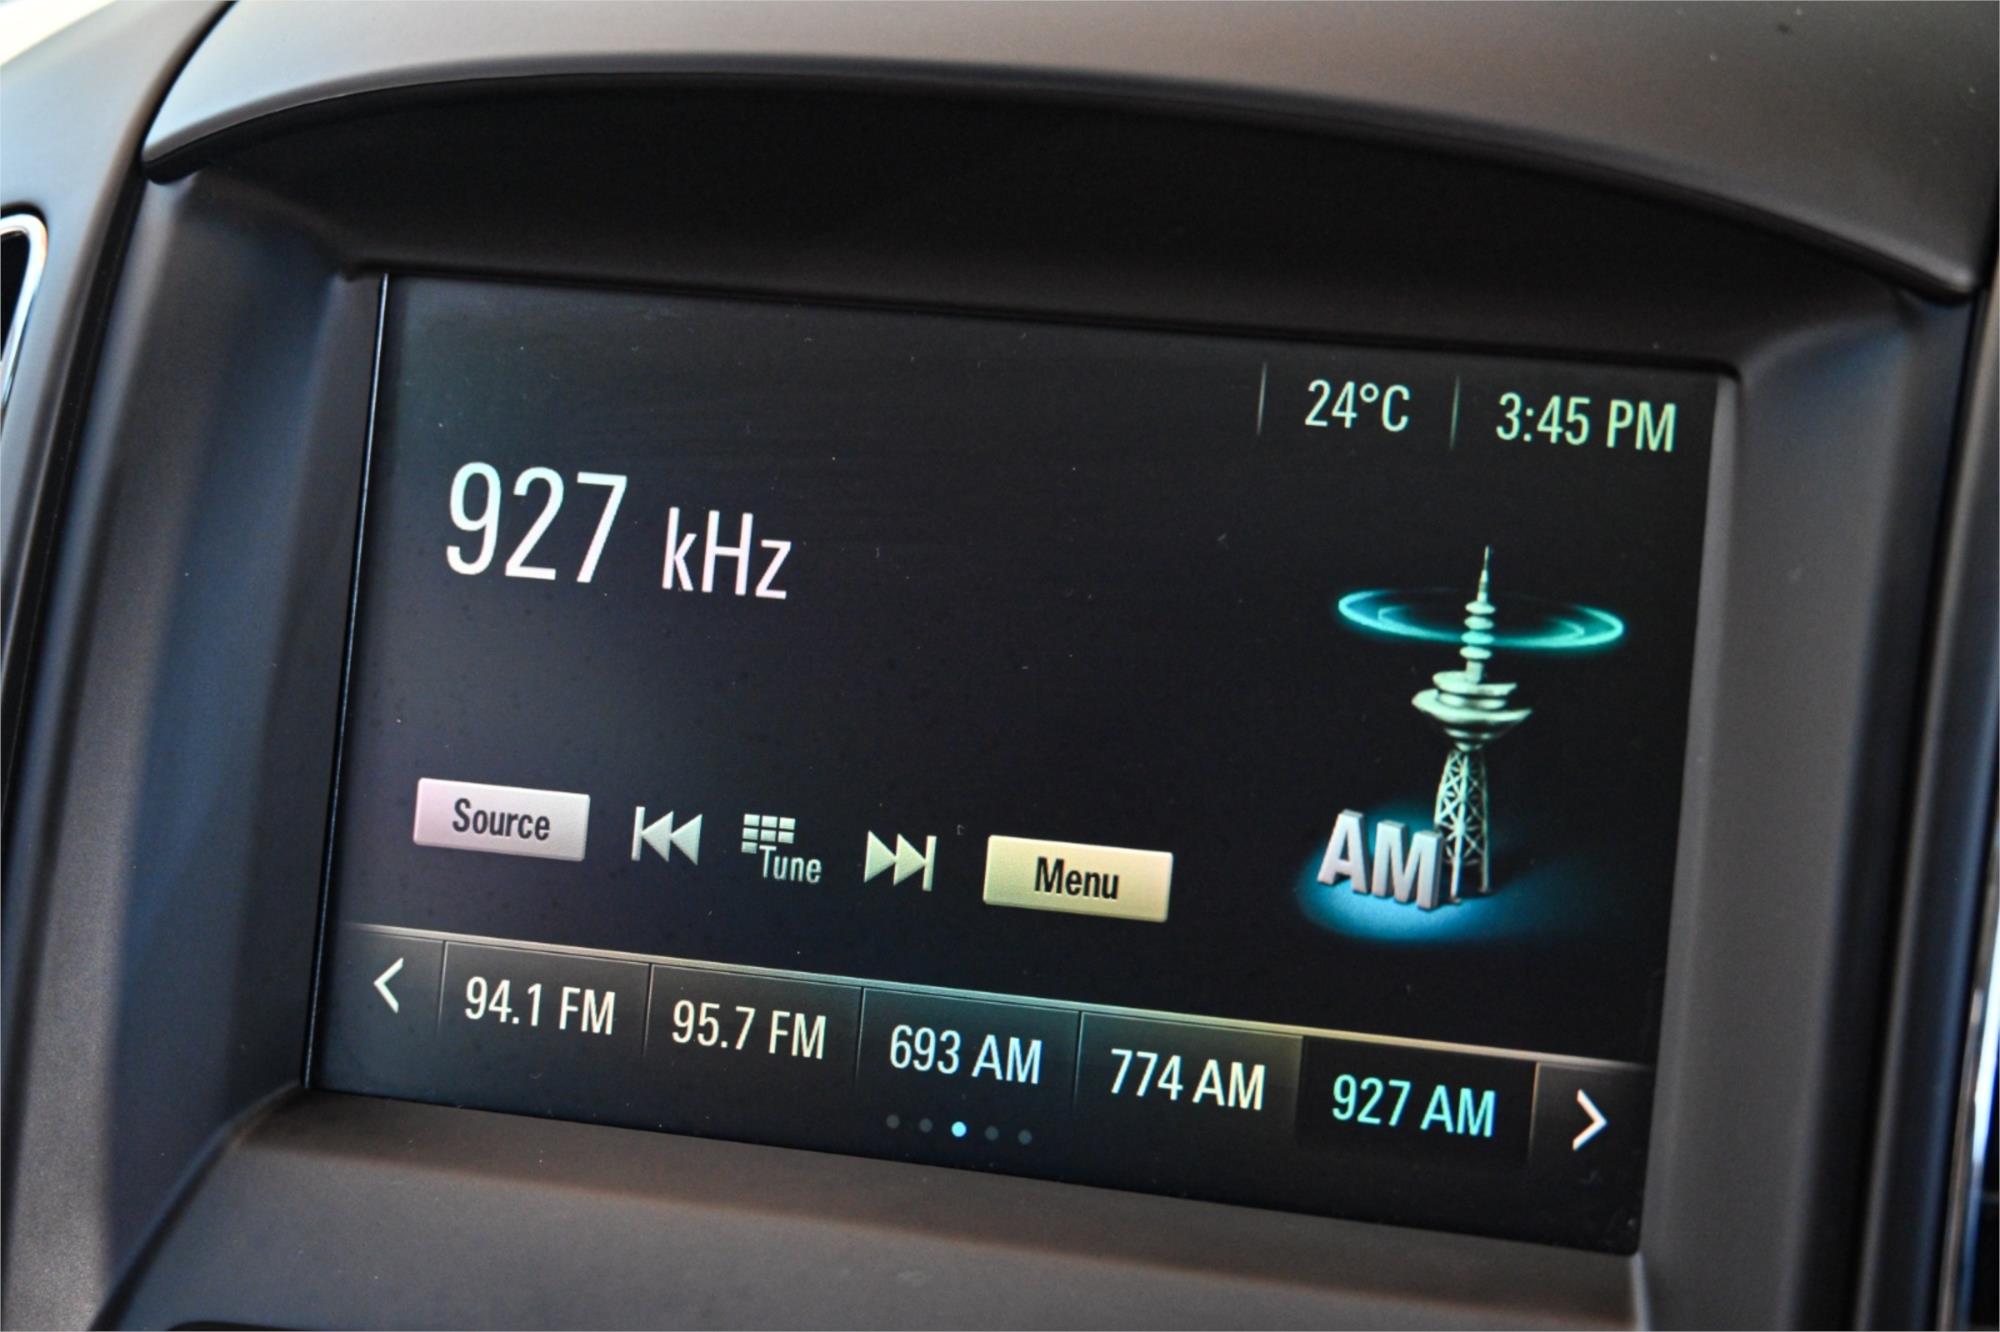 24°C 3:45 PM
927 kHz
Source Tune Menu
AM
94.1 FM 95.7 FM 693 AM 774 AM 927 AM